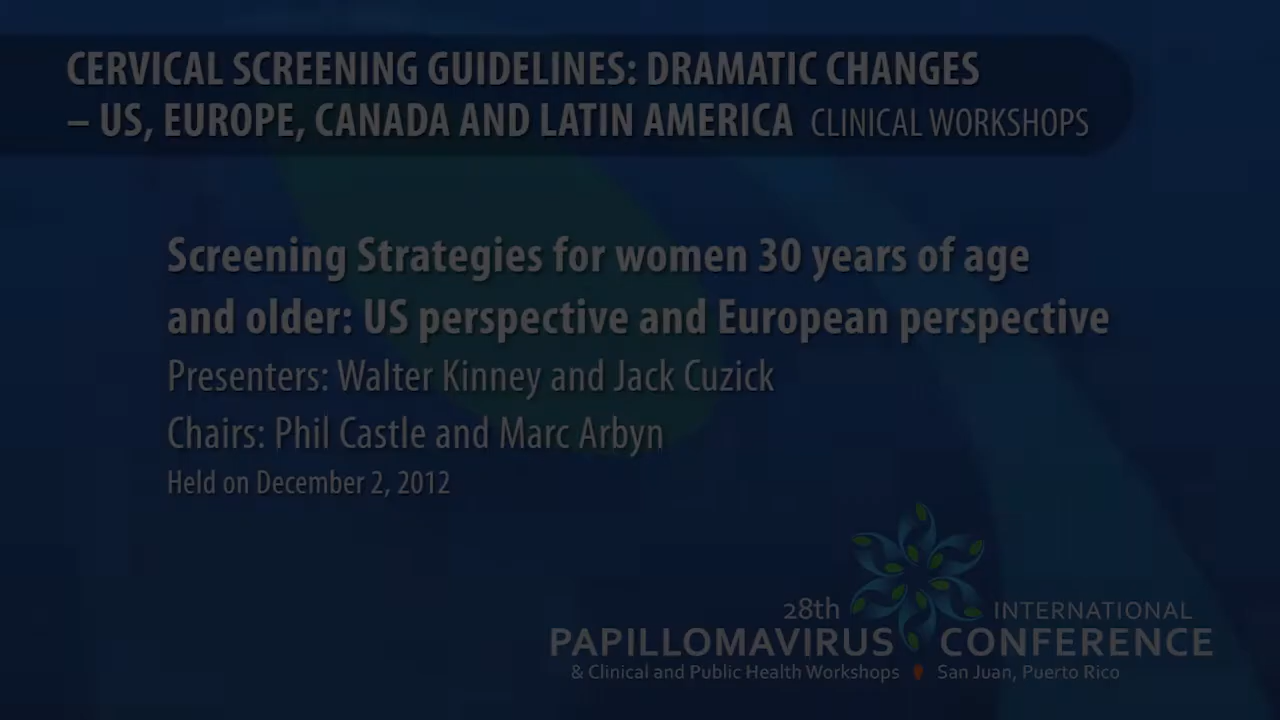 CERVICAL SCREENING GUIDELINES: DRAMATIC CHANGES
– US, EUROPE, CANADA AND LATIN AMERICA CLINICAL WORKSHOPS
Screening Strategies for women 30 years of age
and older: US perspective and European perspective
Presenters: Walter Kinney and Jack Cuzick
Chairs: Phil Castle and Marc Arbyn
Held on December 2, 2012
28th INTERNATIONAL
PAPILLOMAVIRUS CONFERENCE
& Clinical and Public Health Workshops San Juan, Puerto Rico